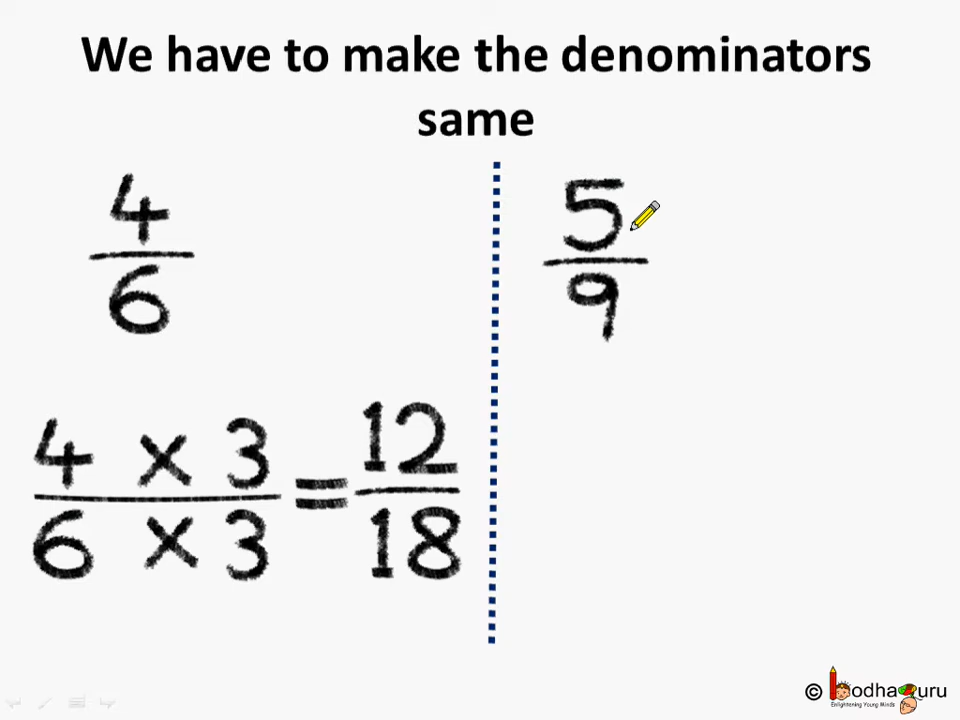 We have to make the denominators
same
4
6
5
9
4 × 3
6 × 3
=
12
18
© bodhaguru
Enlightening Young Minds